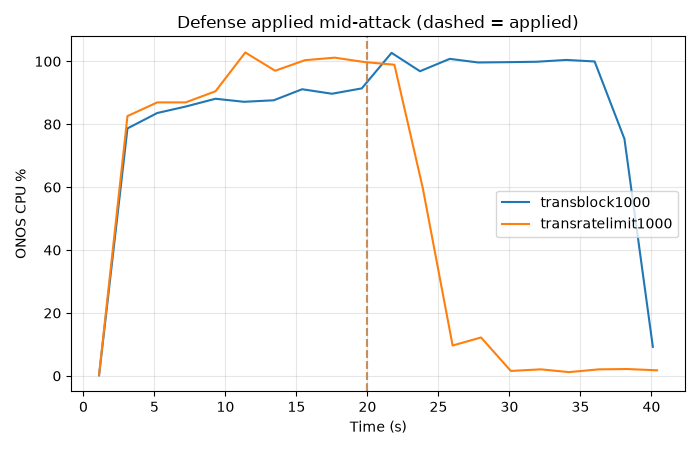 Defense applied mid-attack (dashed = applied)
ONOS CPU %
100
80
60
40
20
0
transblock1000
transratelimit1000
0 5 10 15 20 25 30 35 40
Time (s)